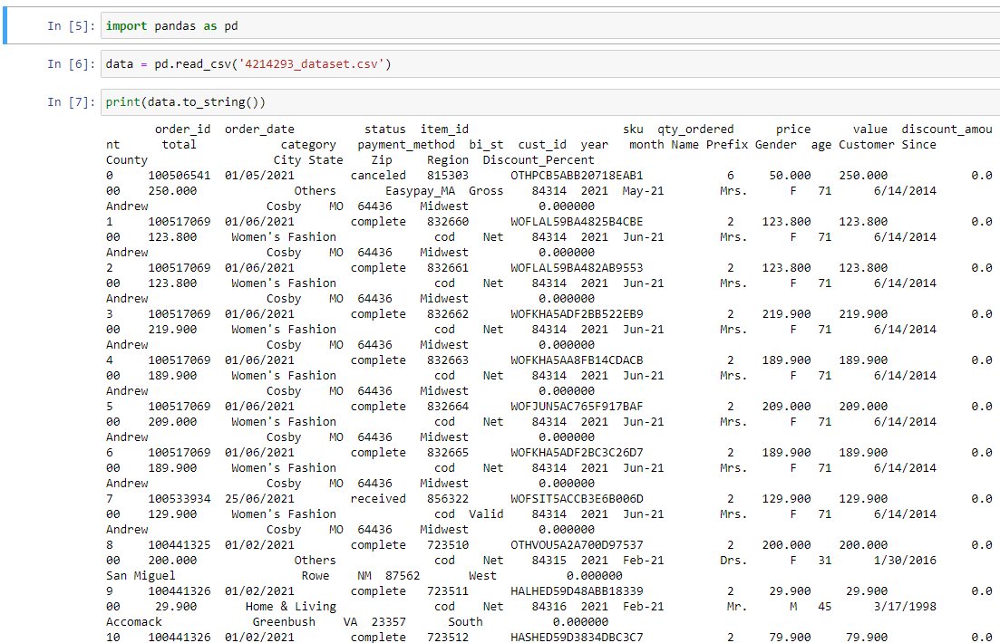 In [5]: import pandas as pd
In [6]: data = pd.read_csv('4214293_dataset.csv')
In [7]: print(data.to_string())
order_id order_date status item_id sku qty_ordered price value discount_amou
nt total category payment_method bi_st cust_id year month Name Prefix Gender age Customer Since
County City State Zip Region Discount_Percent
0 100506541 01/05/2021 canceled 815303 OTHPCB5ABB20718EAB1 6 50.000 250.000 0.0
00 250.000 Others Easypay_MA Gross 84314 2021 May-21 Mrs. F 71 6/14/2014
Andrew Cosby MO 64436 Midwest 0.000000
1 100517069 01/06/2021 complete 832660 WOFLAL59BA4825B4CBE 2 123.800 123.800 0.0
00 123.800 Women's Fashion cod Net 84314 2021 Jun-21 Mrs. F 71 6/14/2014
Andrew Cosby MO 64436 Midwest 0.000000
2 100517069 01/06/2021 complete 832661 WOFLAL59BA482AB9553 2 123.800 123.800 0.0
00 123.800 Women's Fashion cod Net 84314 2021 Jun-21 Mrs. F 71 6/14/2014
Andrew Cosby MO 64436 Midwest 0.000000
3 100517069 01/06/2021 complete 832662 WOFKHA5ADF2BB522EB9 2 219.900 219.900 0.0
00 219.900 Women's Fashion cod Net 84314 2021 Jun-21 Mrs. F 71 6/14/2014
Andrew Cosby MO 64436 Midwest 0.000000
4 100517069 01/06/2021 complete 832663 WOFKHA5AA8FB14CDACB 2 189.900 189.900 0.0
00 189.900 Women's Fashion cod Net 84314 2021 Jun-21 Mrs. F 71 6/14/2014
Andrew Cosby MO 64436 Midwest 0.000000
5 100517069 01/06/2021 complete 832664 WOFJUN5AC765F917BAF 2 209.000 209.000 0.0
00 209.000 Women's Fashion cod Net 84314 2021 Jun-21 Mrs. F 71 6/14/2014
Andrew Cosby MO 64436 Midwest 0.000000
6 100517069 01/06/2021 complete 832665 WOFKHA5ADF2BC3C26D7 2 189.900 189.900 0.0
00 189.900 Women's Fashion cod Net 84314 2021 Jun-21 Mrs. F 71 6/14/2014
Andrew Cosby MO 64436 Midwest 0.000000
7 100533934 25/06/2021 received 856322 WOFSIT5ACCB3E6B006D 2 129.900 129.900 0.0
00 129.900 Women's Fashion cod Valid 84314 2021 Jun-21 Mrs. F 71 6/14/2014
Andrew Cosby MO 64436 Midwest 0.000000
8 100441325 01/02/2021 complete 723510 OTHVOU5A2A700D97537 2 200.000 200.000 0.0
00 200.000 Others cod Net 84315 2021 Feb-21 Drs. F 31 1/30/2016
San Miguel Rowe NM 87562 West 0.000000
9 100441326 01/02/2021 complete 723511 HALHED59D48ABB18339 2 29.900 29.900 0.0
00 29.900 Home & Living cod Net 84316 2021 Feb-21 Mr. M 45 3/17/1998
Accomack Greenbush VA 23357 South 0.000000
10 100441326 01/02/2021 complete 723512 HASHED59D3834DBC3C7 2 79.900 79.900 0.0